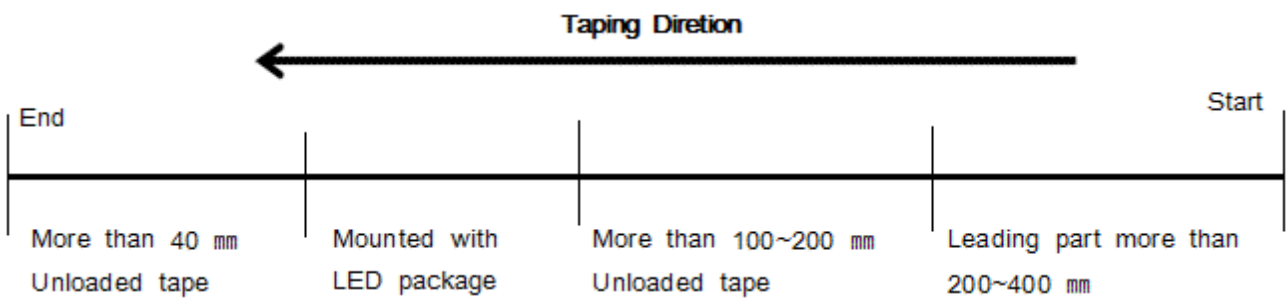 Taping Diretion
End
Start
More than 40 ㎜
Unloaded tape
Mounted with
LED package
More than 100~200 ㎜
Unloaded tape
Leading part more than
200~400 ㎜